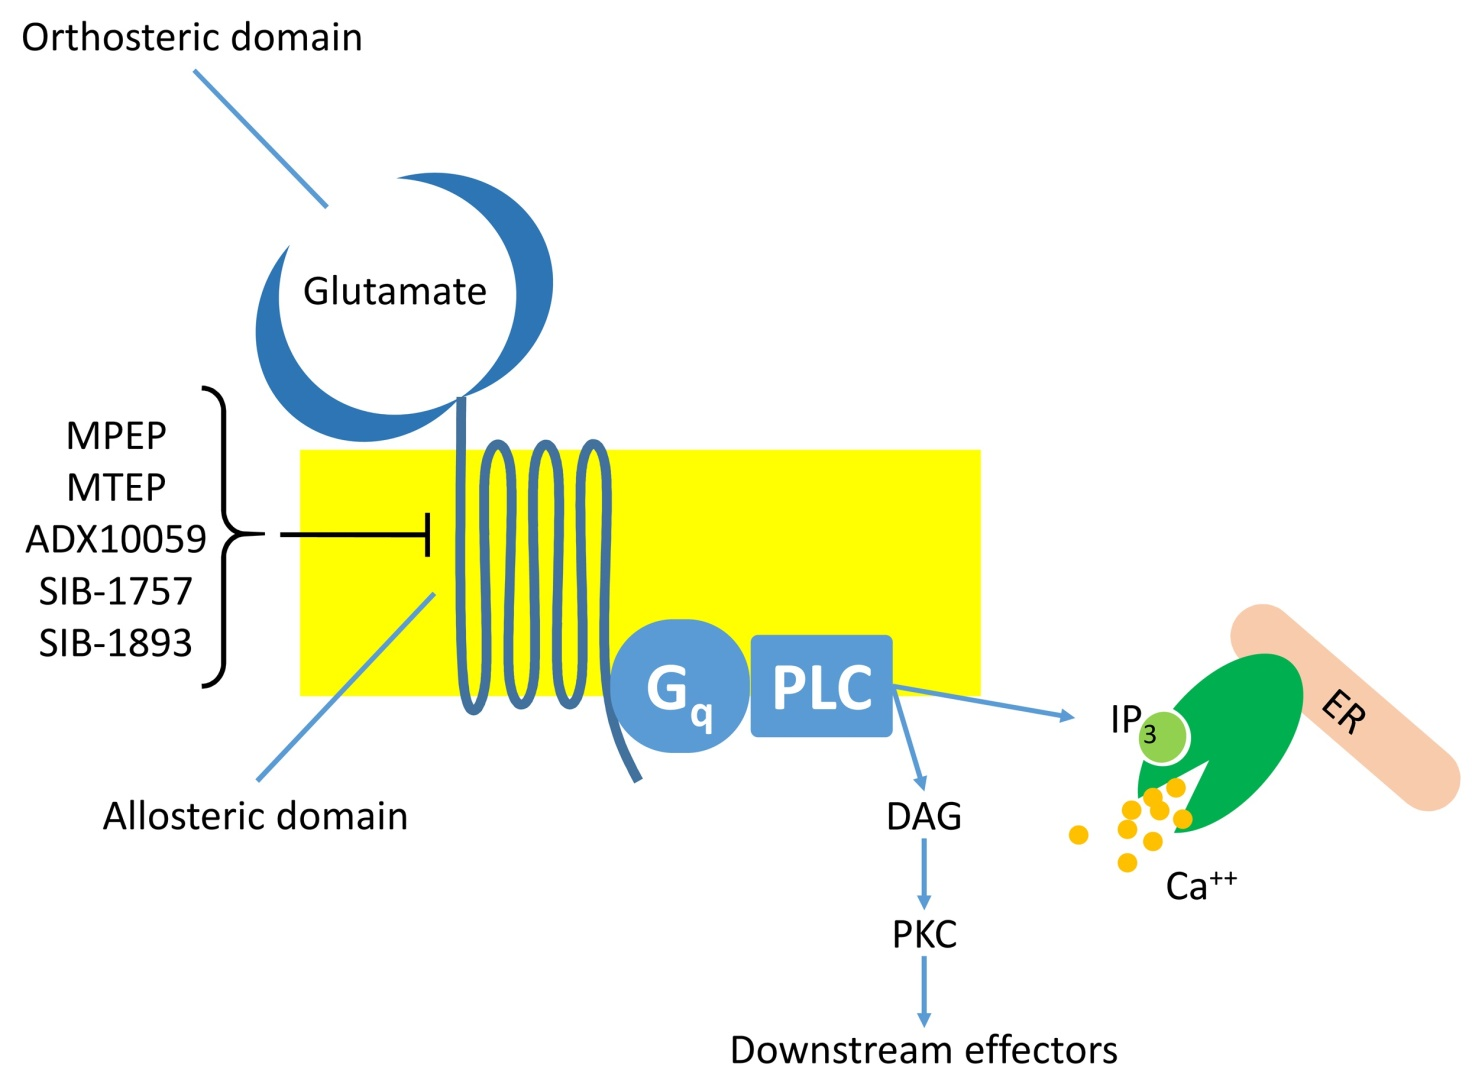 Orthosteric domain
Glutamate
MPEP
MTEP
ADX10059
SIB-1757
SIB-1893
Allosteric domain
Gq
PLC
IP3
ER
Ca++
DAG
PKC
Downstream effectors